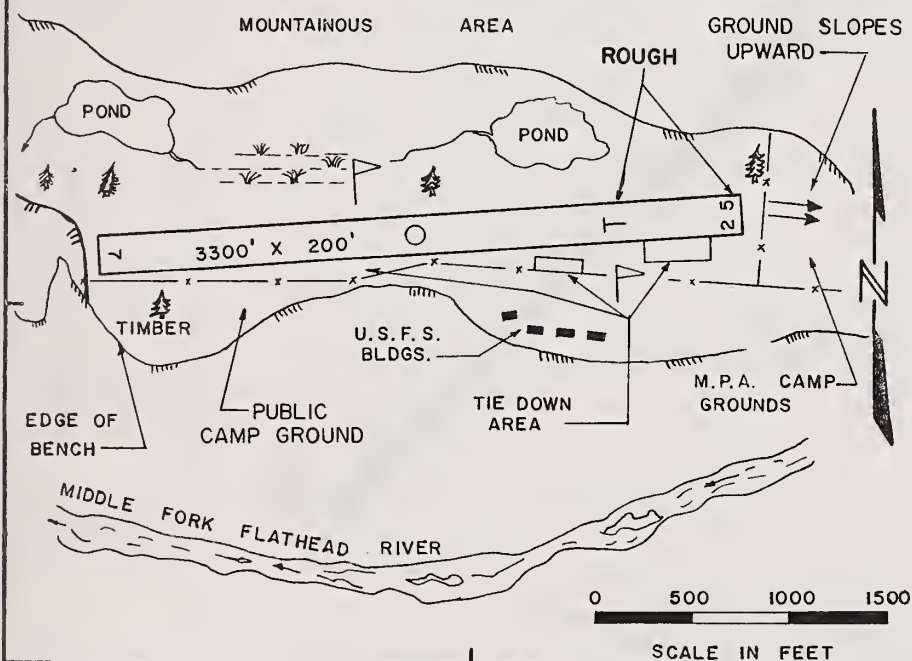 MOUNTAINOUS AREA
GROUND SLOPES
UPWARD
ROUGH
POND
POND
T
25
7
3300' X 200'
TIMBER
U.S.F.S.
BLDGS.
EDGE OF
BENCH
PUBLIC
CAMP GROUND
TIE DOWN
AREA
M.P.A. CAMP
GROUNDS
N
MIDDLE FORK FLATHEAD RIVER
0 500 1000 1500
SCALE IN FEET